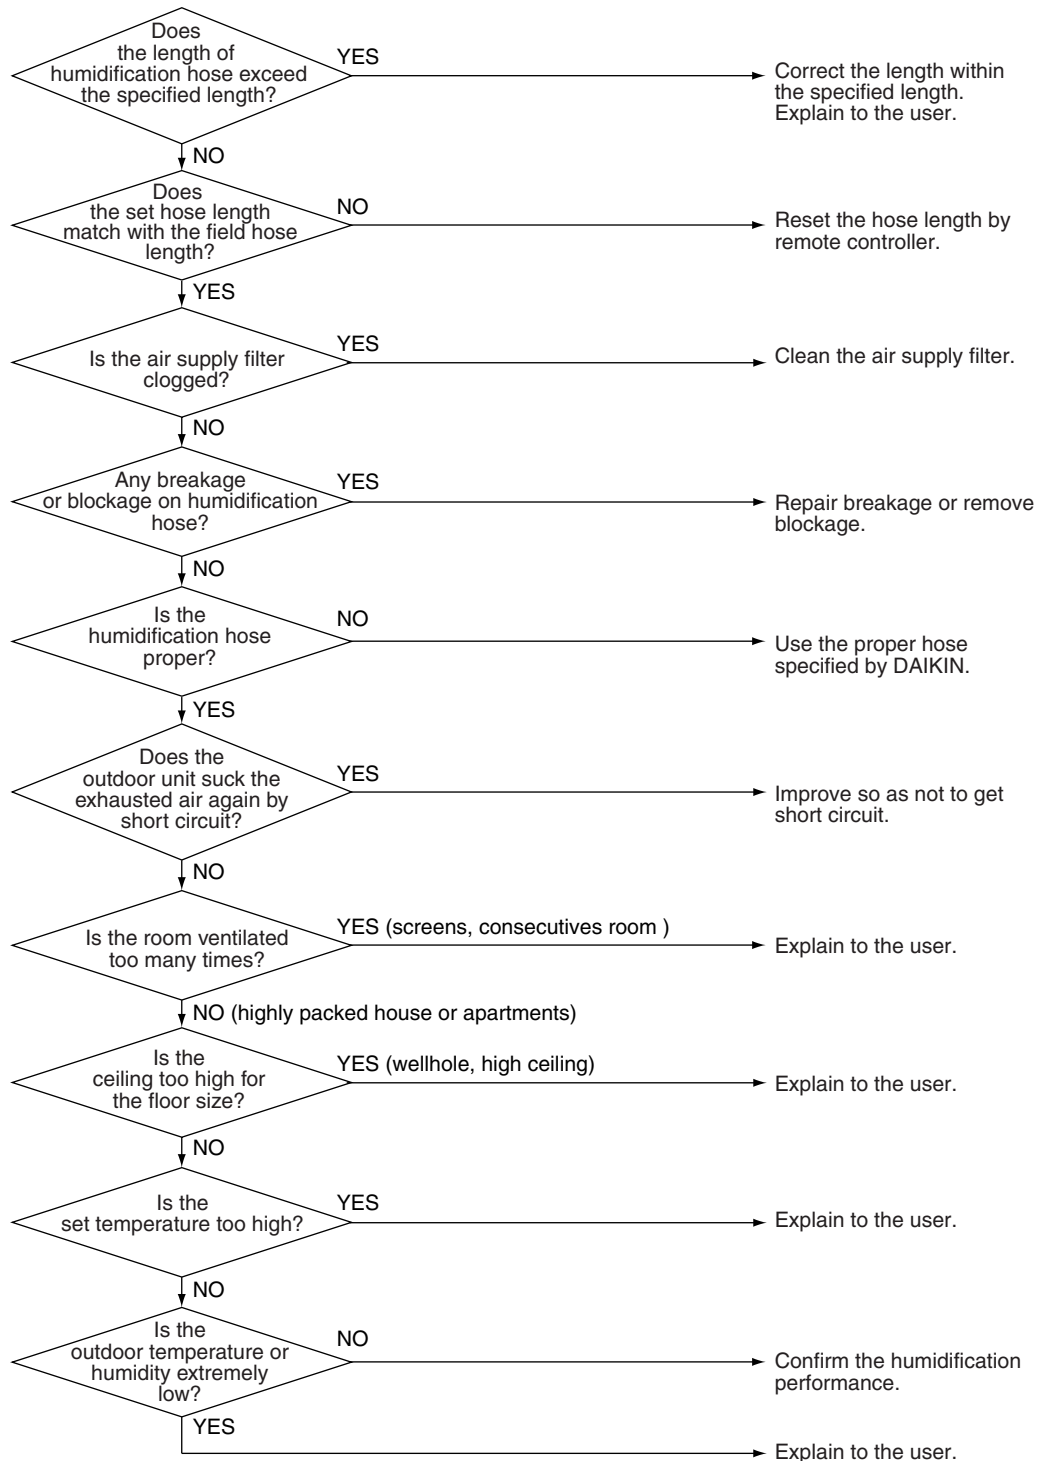 Does
the length of
humidification hose exceed
the specified length?
YES
Correct the length within
the specified length.
Explain to the user.
NO
Does
the set hose length
match with the field hose
length?
NO
Reset the hose length by
remote controller.
YES
Is the air supply filter
clogged?
YES
Clean the air supply filter.
NO
Any breakage
or blockage on humidification
hose?
YES
Repair breakage or remove
blockage.
NO
Is the
humidification hose
proper?
NO
Use the proper hose
specified by DAIKIN.
YES
Does the
outdoor unit suck the
exhausted air again by
short circuit?
YES
Improve so as not to get
short circuit.
NO
Is the room ventilated
too many times?
YES (screens, consecutives room )
Explain to the user.
NO (highly packed house or apartments)
Is the
ceiling too high for
the floor size?
YES (wellhole, high ceiling)
Explain to the user.
NO
Is the
set temperature too high?
YES
Explain to the user.
NO
Is the
outdoor temperature or
humidity extremely
low?
NO
Confirm the humidification
performance.
YES
Explain to the user.